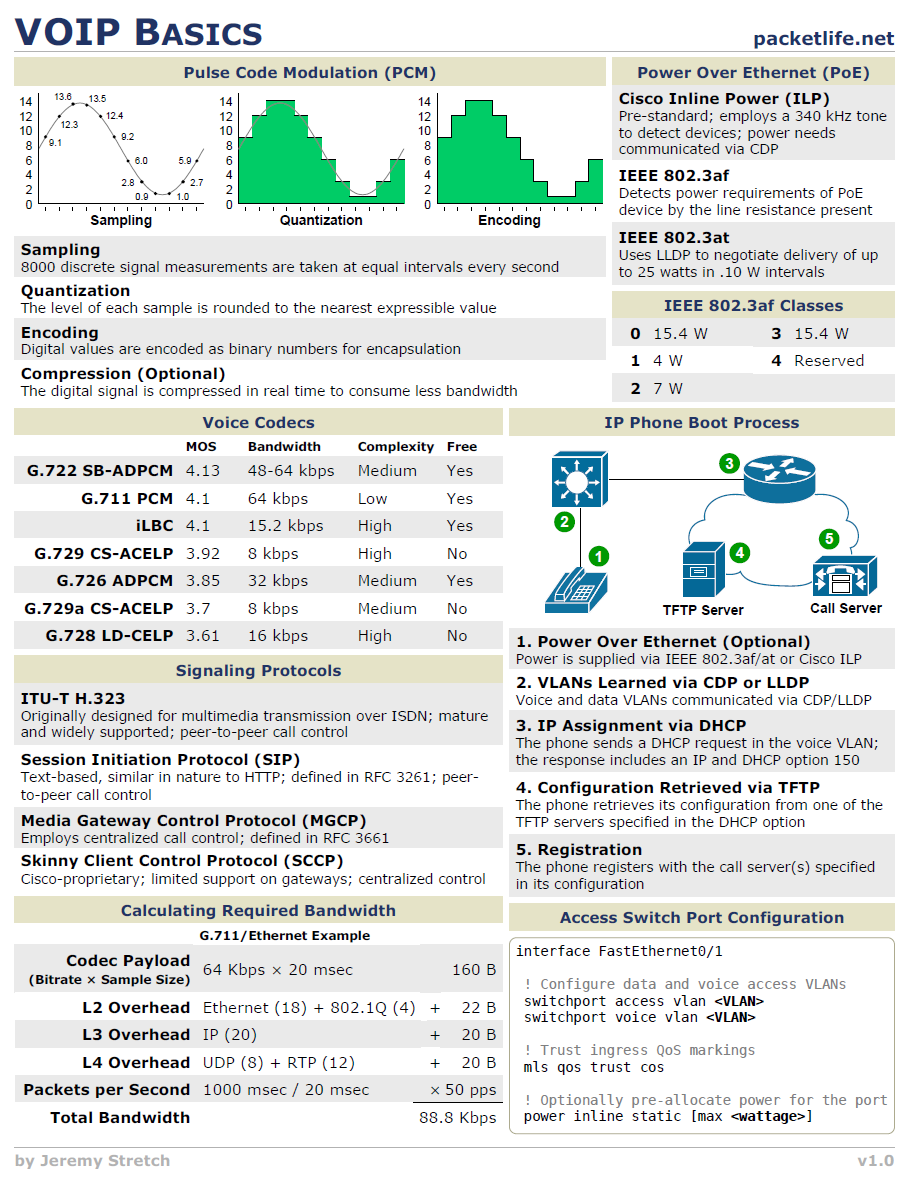 VOIP BASICS
packetlife.net
Pulse Code Modulation (PCM)
14
12
10
8
6
4
2
0
9.1
12.3
13.6
13.5
12.4
9.2
6.0
2.8
0.9
1.0
2.7
5.9
Sampling
14
12
10
8
6
4
2
0
Quantization
14
12
10
8
6
4
2
0
Encoding
Sampling
8000 discrete signal measurements are taken at equal intervals every second
Quantization
The level of each sample is rounded to the nearest expressible value
Encoding
Digital values are encoded as binary numbers for encapsulation
Compression (Optional)
The digital signal is compressed in real time to consume less bandwidth
Power Over Ethernet (PoE)
Cisco Inline Power (ILP)
Pre-standard; employs a 340 kHz tone
to detect devices; power needs
communicated via CDP
IEEE 802.3af
Detects power requirements of PoE
device by the line resistance present
IEEE 802.3at
Uses LLDP to negotiate delivery of up
to 25 watts in .10 W intervals
IEEE 802.3af Classes
0 15.4 W 3 15.4 W
1 4 W 4 Reserved
2 7 W
Voice Codecs
MOS Bandwidth Complexity Free
G.722 SB-ADPCM 4.13 48-64 kbps Medium Yes
G.711 PCM 4.1 64 kbps Low Yes
iLBC 4.1 15.2 kbps High Yes
G.729 CS-ACELP 3.92 8 kbps High No
G.726 ADPCM 3.85 32 kbps Medium Yes
G.729a CS-ACELP 3.7 8 kbps Medium No
G.728 LD-CELP 3.61 16 kbps High No
Signaling Protocols
ITU-T H.323
Originally designed for multimedia transmission over ISDN; mature
and widely supported; peer-to-peer call control
Session Initiation Protocol (SIP)
Text-based, similar in nature to HTTP; defined in RFC 3261; peer-
to-peer call control
Media Gateway Control Protocol (MGCP)
Employs centralized call control; defined in RFC 3661
Skinny Client Control Protocol (SCCP)
Cisco-proprietary; limited support on gateways; centralized control
Calculating Required Bandwidth
G.711/Ethernet Example
Codec Payload
(Bitrate × Sample Size) 64 Kbps × 20 msec 160 B
L2 Overhead Ethernet (18) + 802.1Q (4) + 22 B
L3 Overhead IP (20) + 20 B
L4 Overhead UDP (8) + RTP (12) + 20 B
Packets per Second 1000 msec / 20 msec × 50 pps
Total Bandwidth 88.8 Kbps
IP Phone Boot Process
3
2
1
4
5
TFTP Server
Call Server
1. Power Over Ethernet (Optional)
Power is supplied via IEEE 802.3af/at or Cisco ILP
2. VLANs Learned via CDP or LLDP
Voice and data VLANs communicated via CDP/LLDP
3. IP Assignment via DHCP
The phone sends a DHCP request in the voice VLAN;
the response includes an IP and DHCP option 150
4. Configuration Retrieved via TFTP
The phone retrieves its configuration from one of the
TFTP servers specified in the DHCP option
5. Registration
The phone registers with the call server(s) specified
in its configuration
Access Switch Port Configuration
interface FastEthernet0/1
! Configure data and voice access VLANs
switchport access vlan <VLAN>
switchport voice vlan <VLAN>
! Trust ingress QoS markings
mls qos trust cos
! Optionally pre-allocate power for the port
power inline static [max <wattage>]
by Jeremy Stretch
v1.0